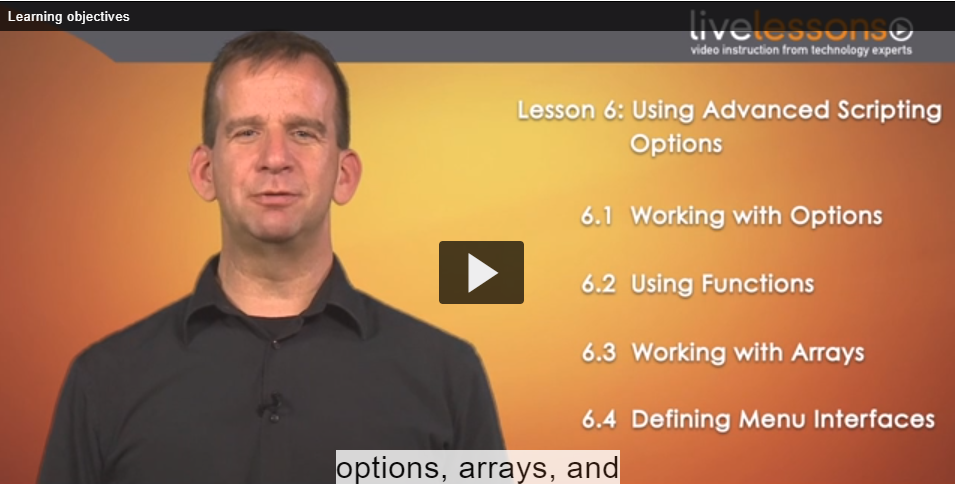 Learning objectives
livelessons
video instruction from technology experts
Lesson 6: Using Advanced Scripting
Options
6.1 Working with Options
6.2 Using Functions
6.3 Working with Arrays
6.4 Defining Menu Interfaces
options, arrays, and